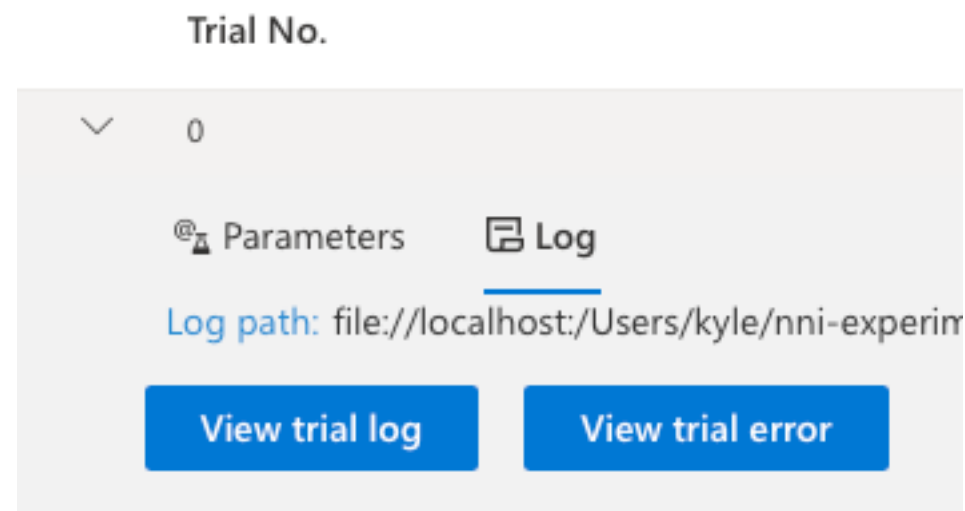 Trial No.
0
Parameters Log
Log path: file://localhost:/Users/kyle/nni-experim
View trial log View trial error